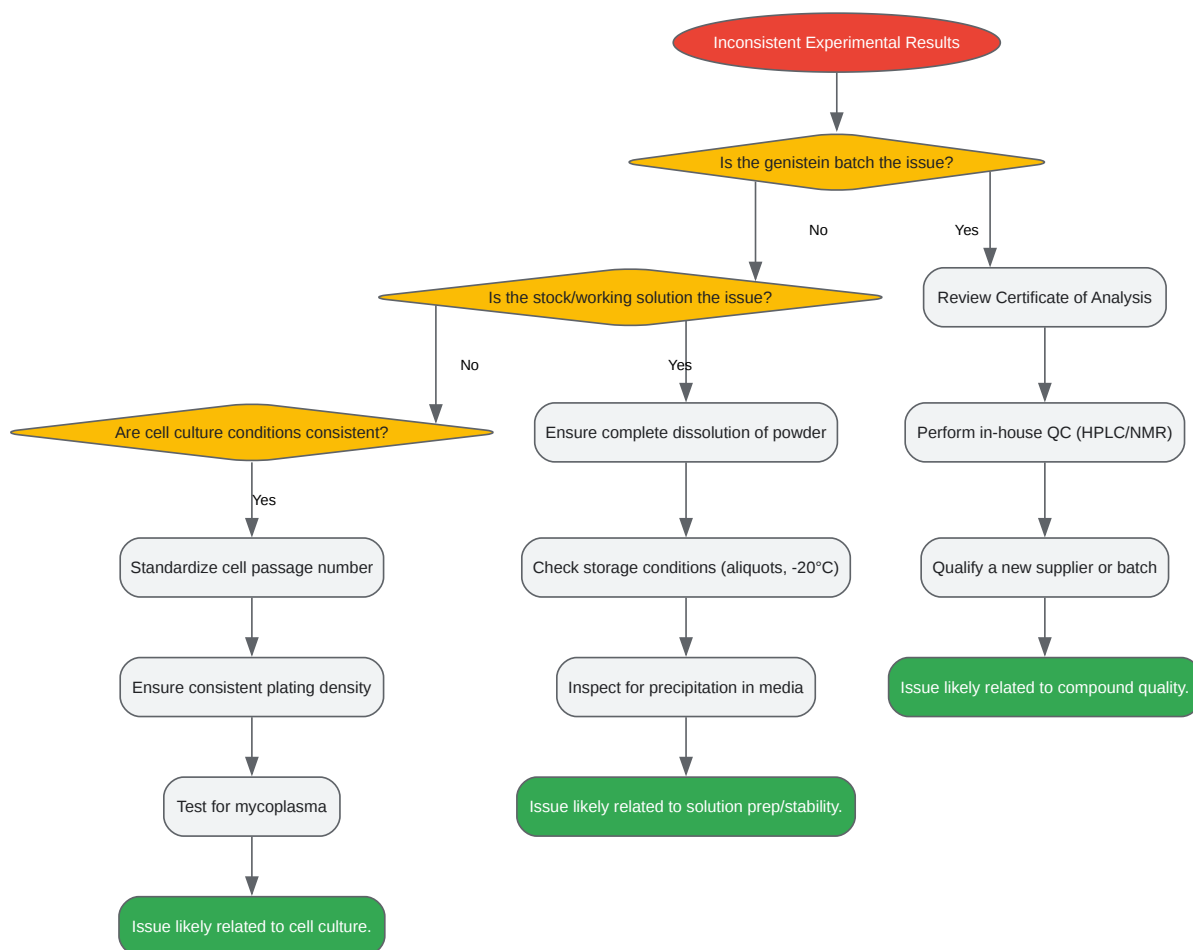 Inconsistent Experimental Results
Is the genistein batch the issue?
No
Yes
Is the stock/working solution the issue?
Review Certificate of Analysis
No
Yes
Are cell culture conditions consistent?
Ensure complete dissolution of powder
Perform in-house QC (HPLC/NMR)
Yes
Standardize cell passage number
Check storage conditions (aliquots, -20°C)
Qualify a new supplier or batch
Ensure consistent plating density
Inspect for precipitation in media
Issue likely related to compound quality.
Test for mycoplasma
Issue likely related to solution prep/stability.
Issue likely related to cell culture.